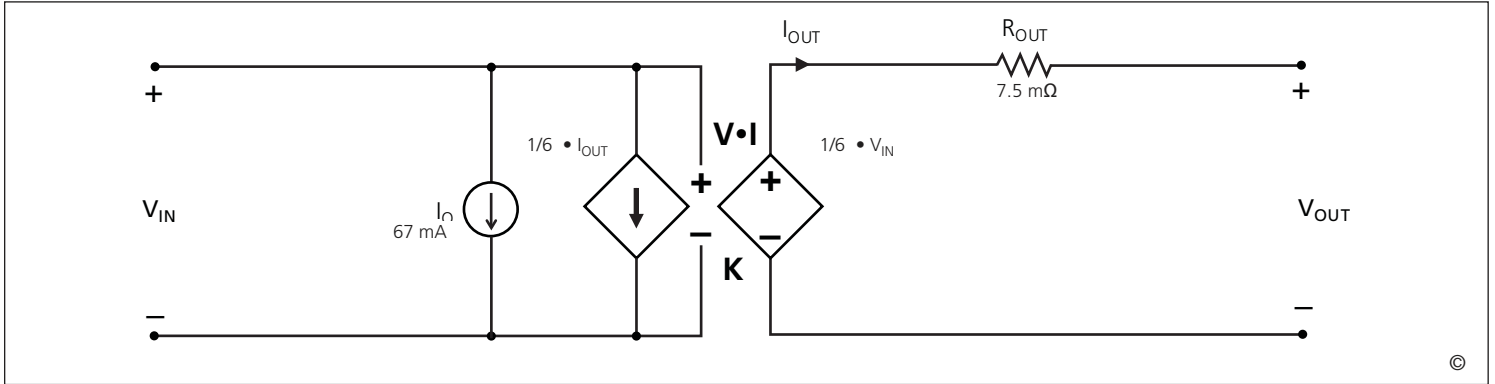 I_OUT
R_OUT
+
7.5 mΩ
+
1/6 • I_OUT
V•I
1/6 • V_IN
+
+
V_IN
I_Q
67 mA
V_OUT
–
–
K
–
–
©